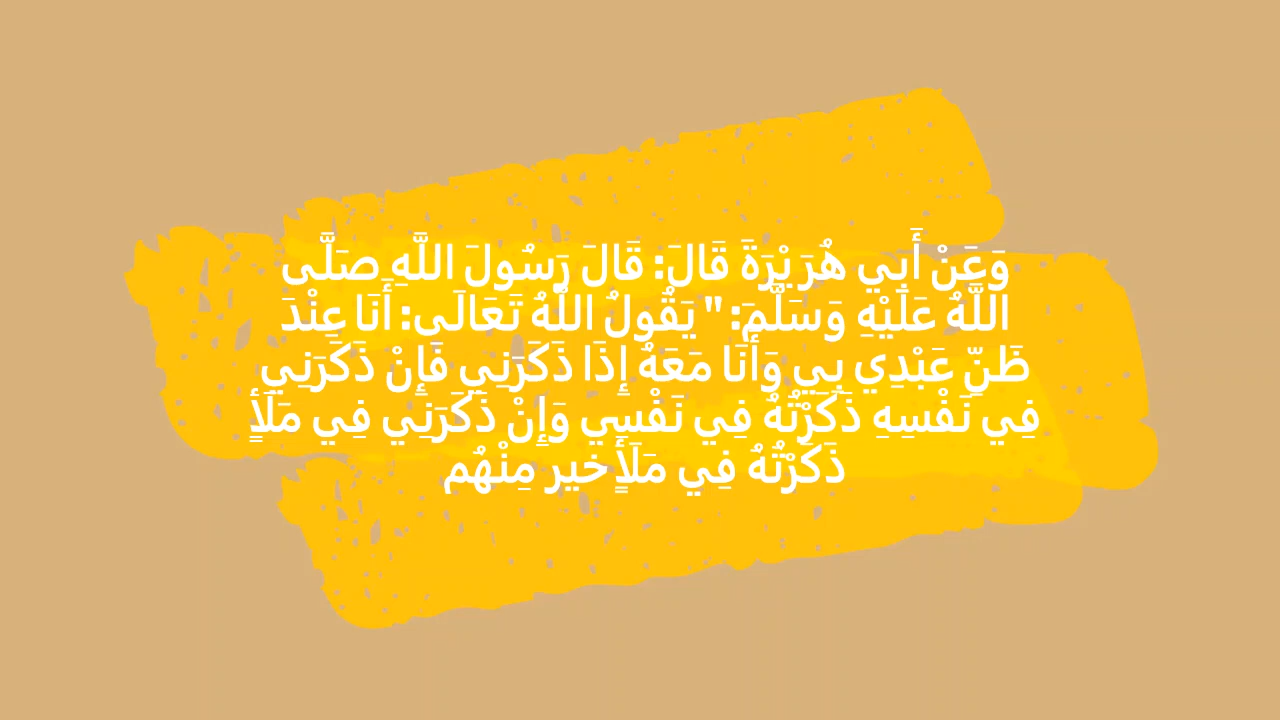 وَعَنْ أَبِي هُرَيْرَةَ قَالَ: قَالَ رَسُولَ اللَّهِ صَلَّى
اللَّهُ عَلَيْهِ وَسَلَّمَ: " يَقُولُ اللَّهُ تَعَالَى: أَنَا عِنْدَ
ظَنِّ عَبْدِي بِي وَأَنَا مَعَهُ إِذَا ذَكَرَنِي فَإِنْ ذَكَرَنِي
فِي نَفْسِهِ ذَكَرْتُهُ فِي نَفْسِي وَإِنْ ذَكَرَنِي فِي مَلَأٍ
ذَكَرْتُهُ فِي مَلَأٍ خير مِنْهُم